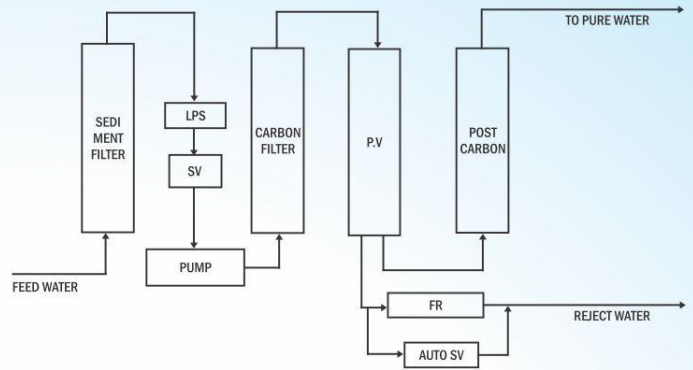 TO PURE WATER
SEDI
MENT
FILTER
LPS
SV
PUMP
CARBON
FILTER
P.V
POST
CARBON
FEED WATER
FR
REJECT WATER
AUTO SV